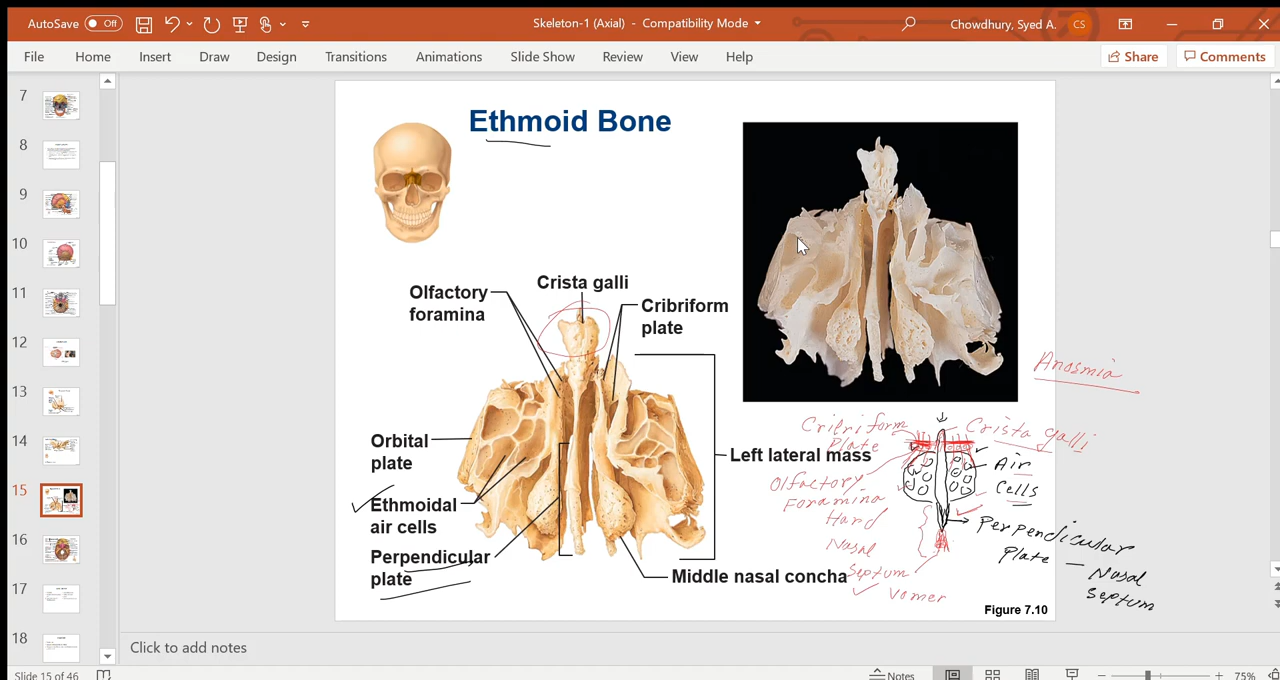 AutoSave Off
Skeleton-1 (Axial) - Compatibility Mode
Chowdhury, Syed A. CS
File Home Insert Draw Design Transitions Animations Slide Show Review View Help Share Comments
7
8
9
10
11
12
13
14
15
16
17
18
Ethmoid Bone
Crista galli
Olfactory
foramina
Cribriform
plate
Orbital
plate
Left lateral mass
Ethmoidal
air cells
Perpendicular
plate
Middle nasal concha
Anosmia
Cribriform
Plate
Crista galli
Olfactory
Foramina
Air
Cells
Hard
Nasal
Septum
Vomer
Perpendicular
Plate — Nasal
Septum
Figure 7.10
Click to add notes
Slide 15 of 46
Notes
75%